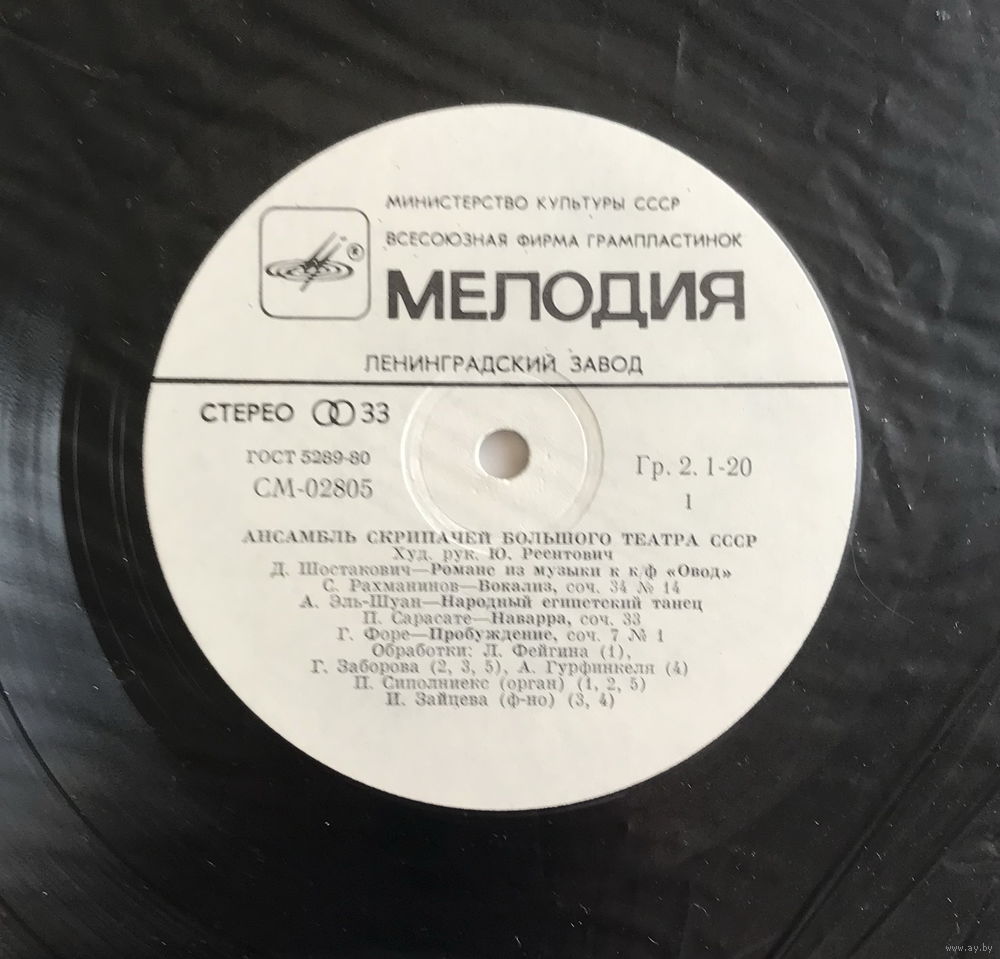 МИНИСТЕРСТВО КУЛЬТУРЫ СССР
ВСЕСОЮЗНАЯ ФИРМА ГРАМПЛАСТИНОК
®
МЕЛОДИЯ
ЛЕНИНГРАДСКИЙ ЗАВОД
СТЕРЕО 33
ГОСТ 5289-80
СМ-02805
Гр. 2. 1-20
1
АНСАМБЛЬ СКРИПАЧЕЙ БОЛЬШОГО ТЕАТРА СССР
Худ. рук. Ю. Реентович
Д. Шостакович—Романс из музыки к к/ф «Овод»
С. Рахманинов—Вокализ, соч. 34 № 14
А. Эль-Шуан—Народный египетский танец
П. Сарасате—Наварра, соч. 33
Г. Форе—Пробуждение, соч. 7, № 1
Обработки: Л. Фейгина (1),
Г. Заборова (2, 3, 5), А. Гурфинкеля (4)
П. Сиполниекс (орган) (1, 2, 5)
И. Зайцева (ф-но) (3, 4)
www.ay.by